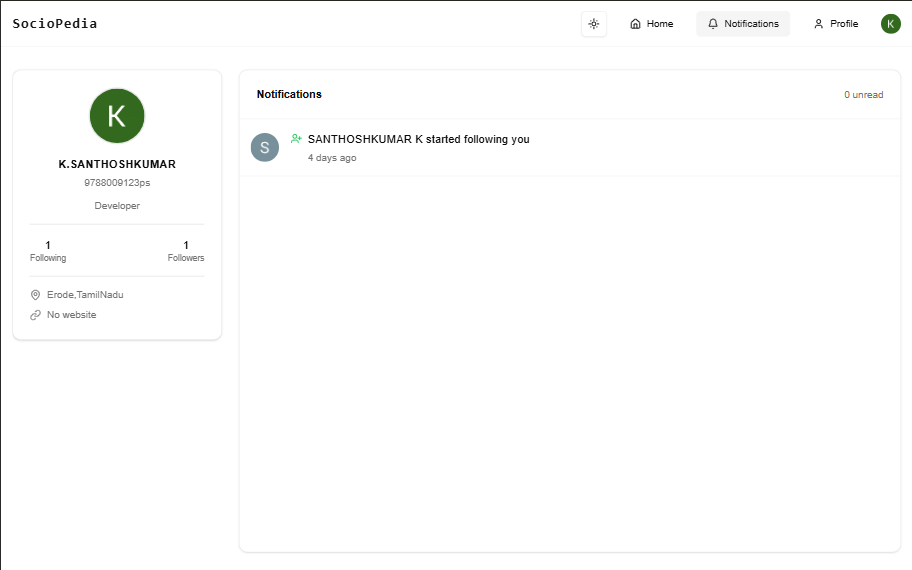 SocioPedia
Home
Notifications
Profile
K
K
K.SANTHOSHKUMAR
9788009123ps
Developer
1
Following
1
Followers
Erode,TamilNadu
No website
Notifications
0 unread
S
SANTHOSHKUMAR K started following you
4 days ago